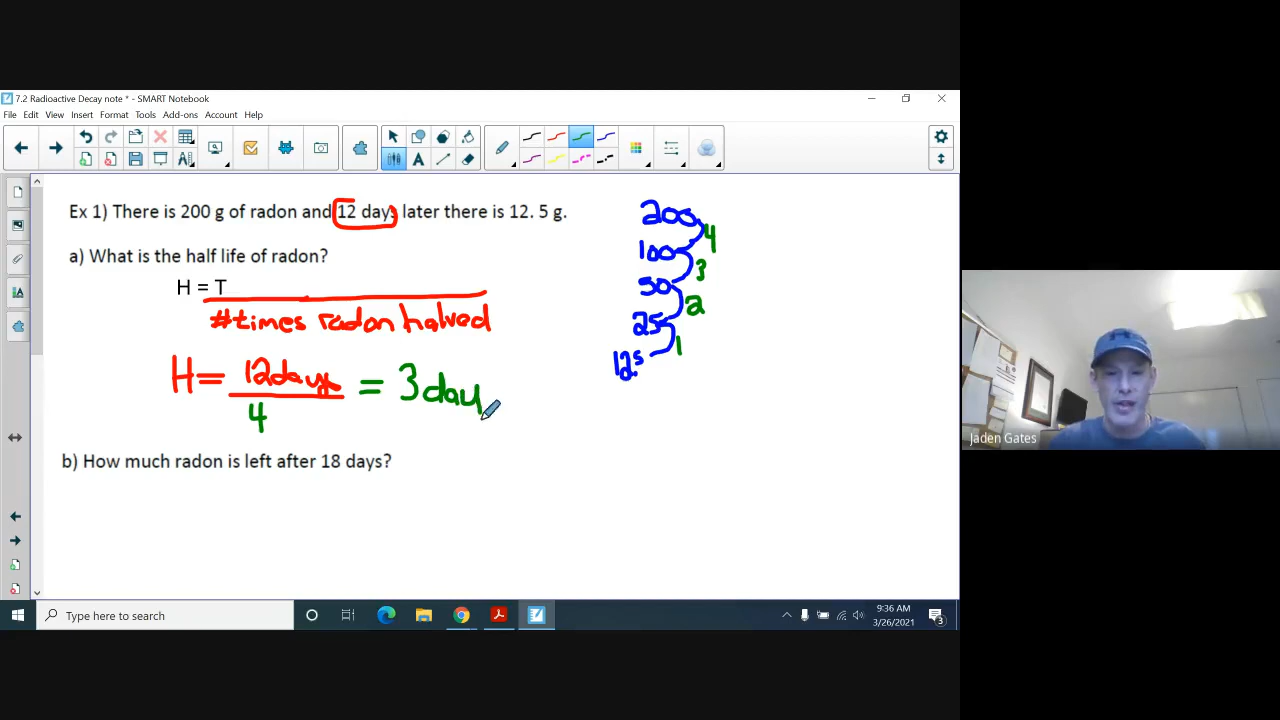 7.2 Radioactive Decay note * - SMART Notebook
File Edit View Insert Format Tools Add-ons Account Help
Ex 1) There is 200 g of radon and 12 days later there is 12. 5 g.
a) What is the half life of radon?
H = T
#times radon halved
H = 12days = 3 day
4
b) How much radon is left after 18 days?
200
4
100
3
50
2
25
1
12.5
Jaden Gates
Type here to search
9:36 AM
3/26/2021
3